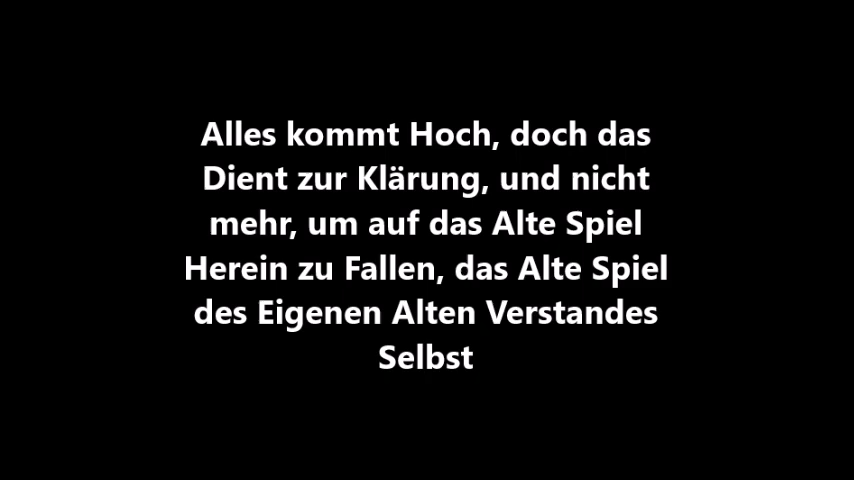 Alles kommt Hoch, doch das
Dient zur Klärung, und nicht
mehr, um auf das Alte Spiel
Herein zu Fallen, das Alte Spiel
des Eigenen Alten Verstandes
Selbst